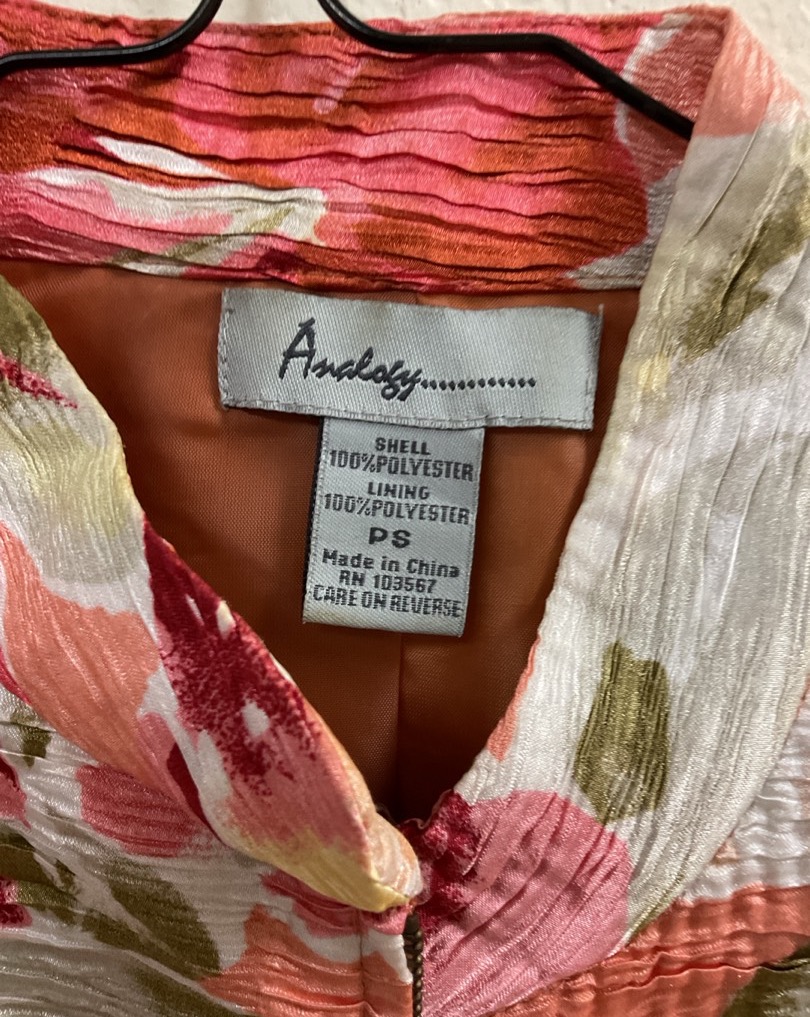 Analogy............
SHELL
100%POLYESTER
LINING
100%POLYESTER
PS
Made in China
RN 103567
CARE ON REVERSE